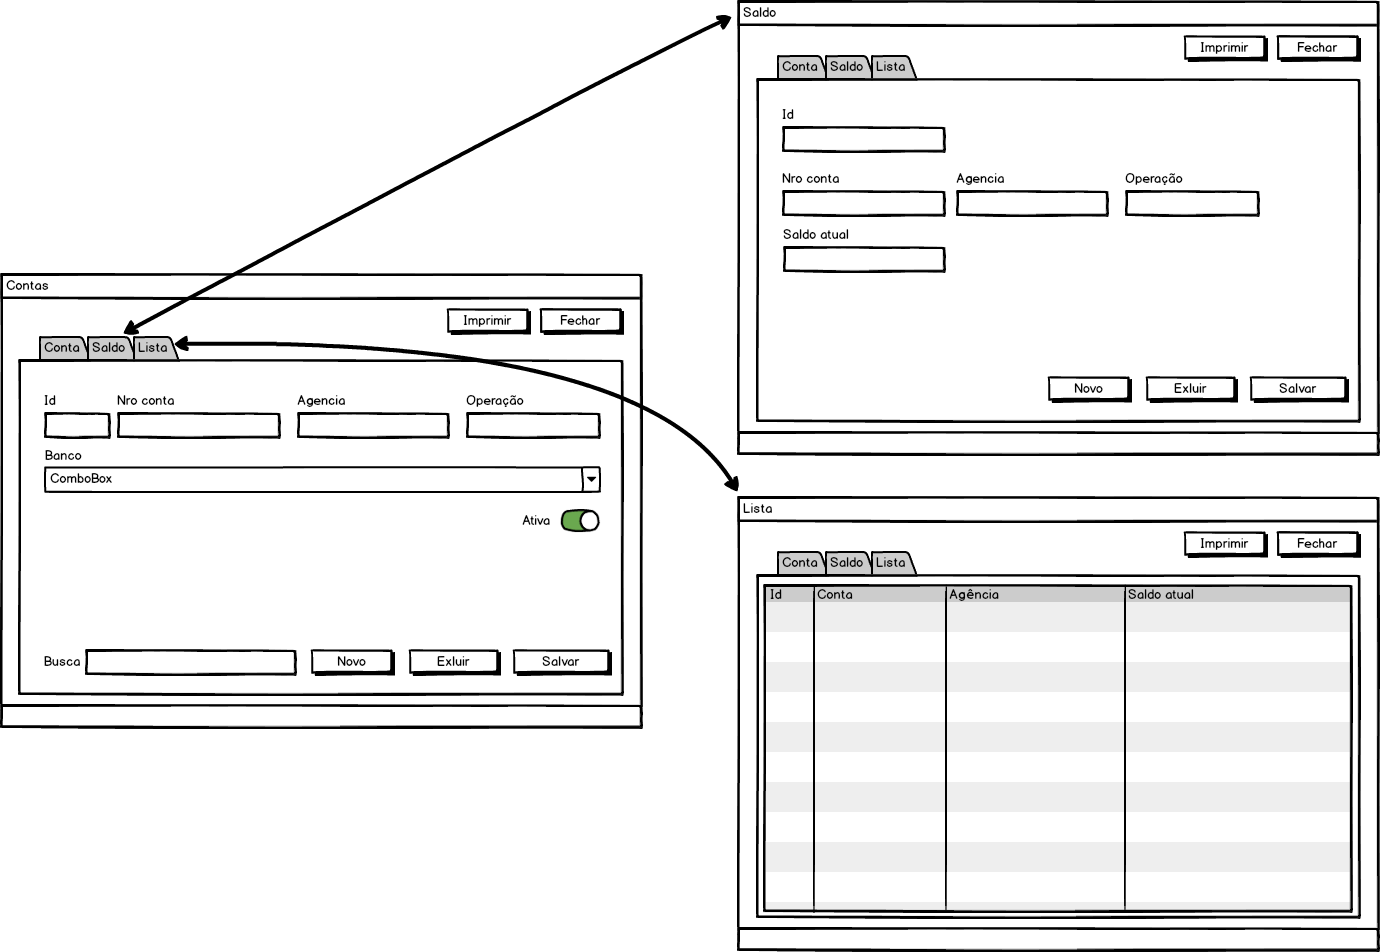 Saldo
Imprimir Fechar
Conta Saldo Lista
Id
Nro conta Agencia Operação
Saldo atual
Novo Exluir Salvar
Contas
Imprimir Fechar
Conta Saldo Lista
Id Nro conta Agencia Operação
Banco
ComboBox
Ativa
Busca Novo Exluir Salvar
Lista
Imprimir Fechar
Conta Saldo Lista
Id Conta Agência Saldo atual